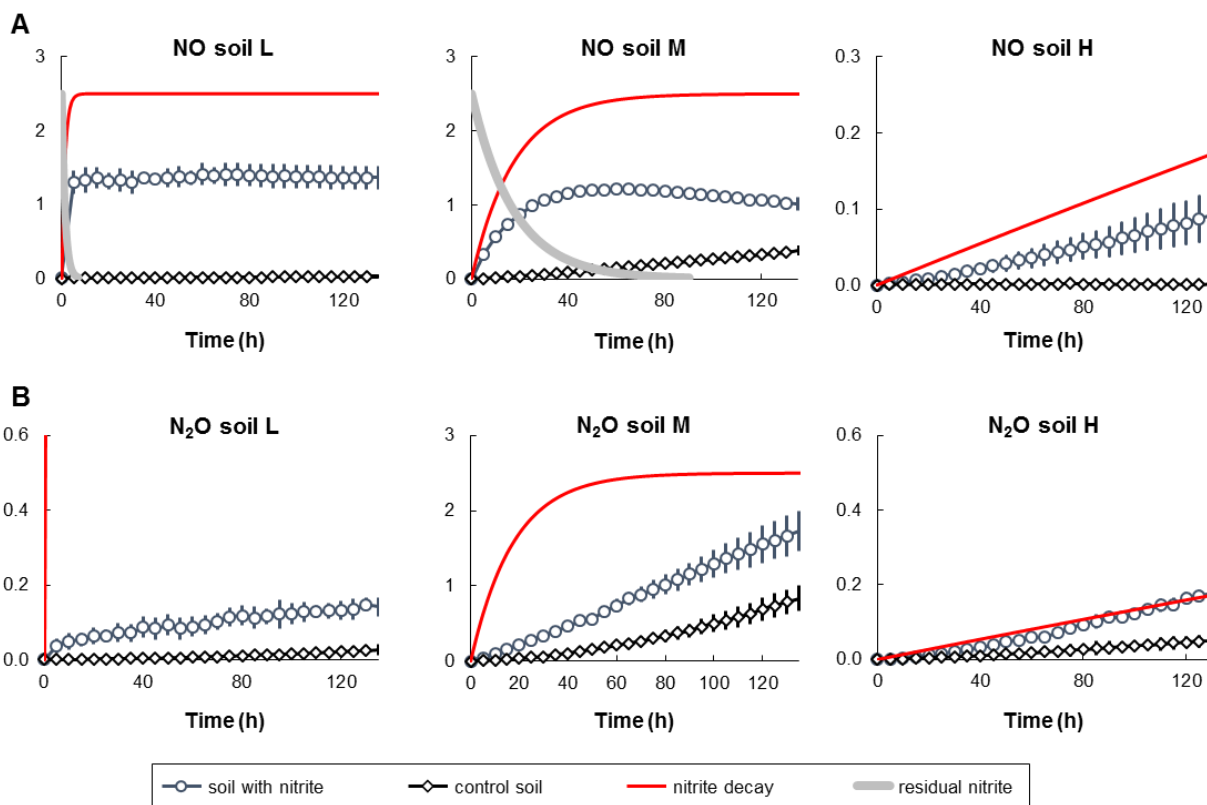 A
NO soil L
NO soil M
NO soil H
3
2
1
0
0 40 80 120
Time (h)
3
2
1
0
0 40 80 120
Time (h)
0.3
0.2
0.1
0.0
0 40 80 120
Time (h)
B
N₂O soil L
N₂O soil M
N₂O soil H
0.6
0.4
0.2
0.0
0 40 80 120
Time (h)
3
2
1
0
0 20 40 60 80 100 120
Time (h)
0.6
0.4
0.2
0.0
0 40 80 120
Time (h)
soil with nitrite control soil nitrite decay residual nitrite